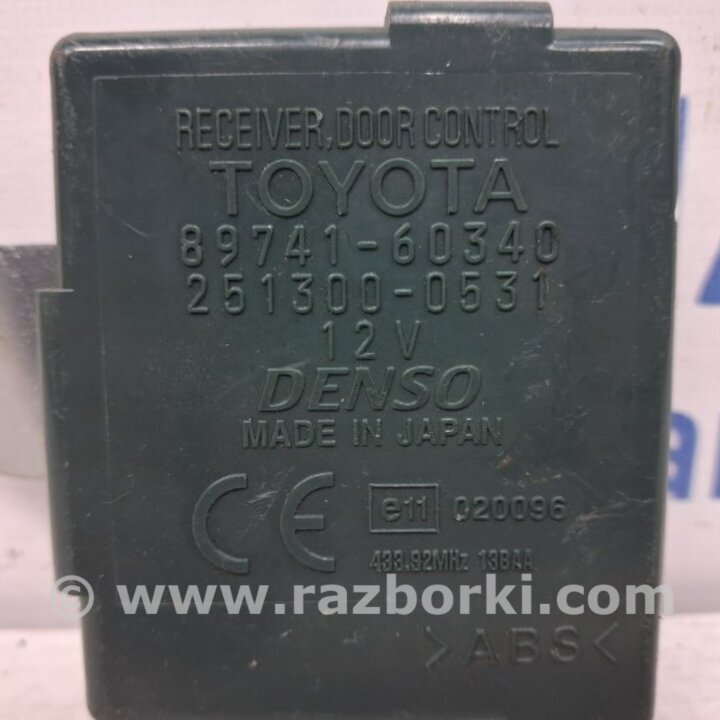 RECEIVER, DOOR CONTROL
TOYOTA
89741-60340
251300-0531
12V
DENSO
MADE IN JAPAN
CE e11 020096
433.92MHz 13BAA
© www.razborki.com
>ABS<